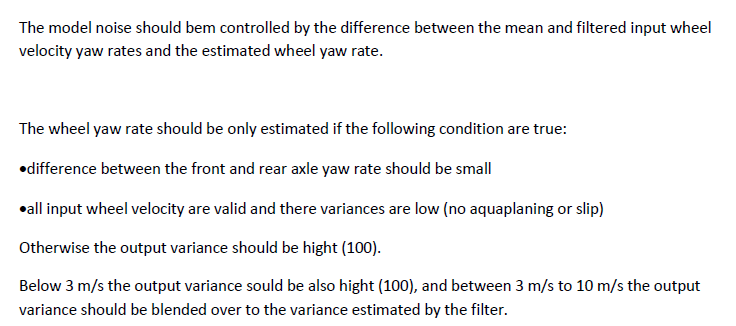 The model noise should bem controlled by the difference between the mean and filtered input wheel
velocity yaw rates and the estimated wheel yaw rate.
The wheel yaw rate should be only estimated if the following condition are true:
•difference between the front and rear axle yaw rate should be small
•all input wheel velocity are valid and there variances are low (no aquaplaning or slip)
Otherwise the output variance should be hight (100).
Below 3 m/s the output variance sould be also hight (100), and between 3 m/s to 10 m/s the output
variance should be blended over to the variance estimated by the filter.